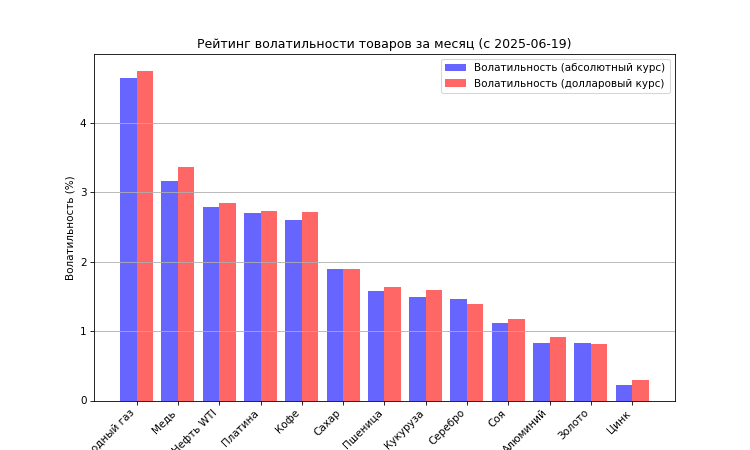 Рейтинг волатильности товаров за месяц (с 2025-06-19)
Волатильность (абсолютный курс)
Волатильность (долларовый курс)
Волатильность (%)
4
3
2
1
0
одный газ
Медь
Нефть WTI
Платина
Кофе
Сахар
Пшеница
Кукуруза
Серебро
Соя
Алюминий
Золото
Цинк